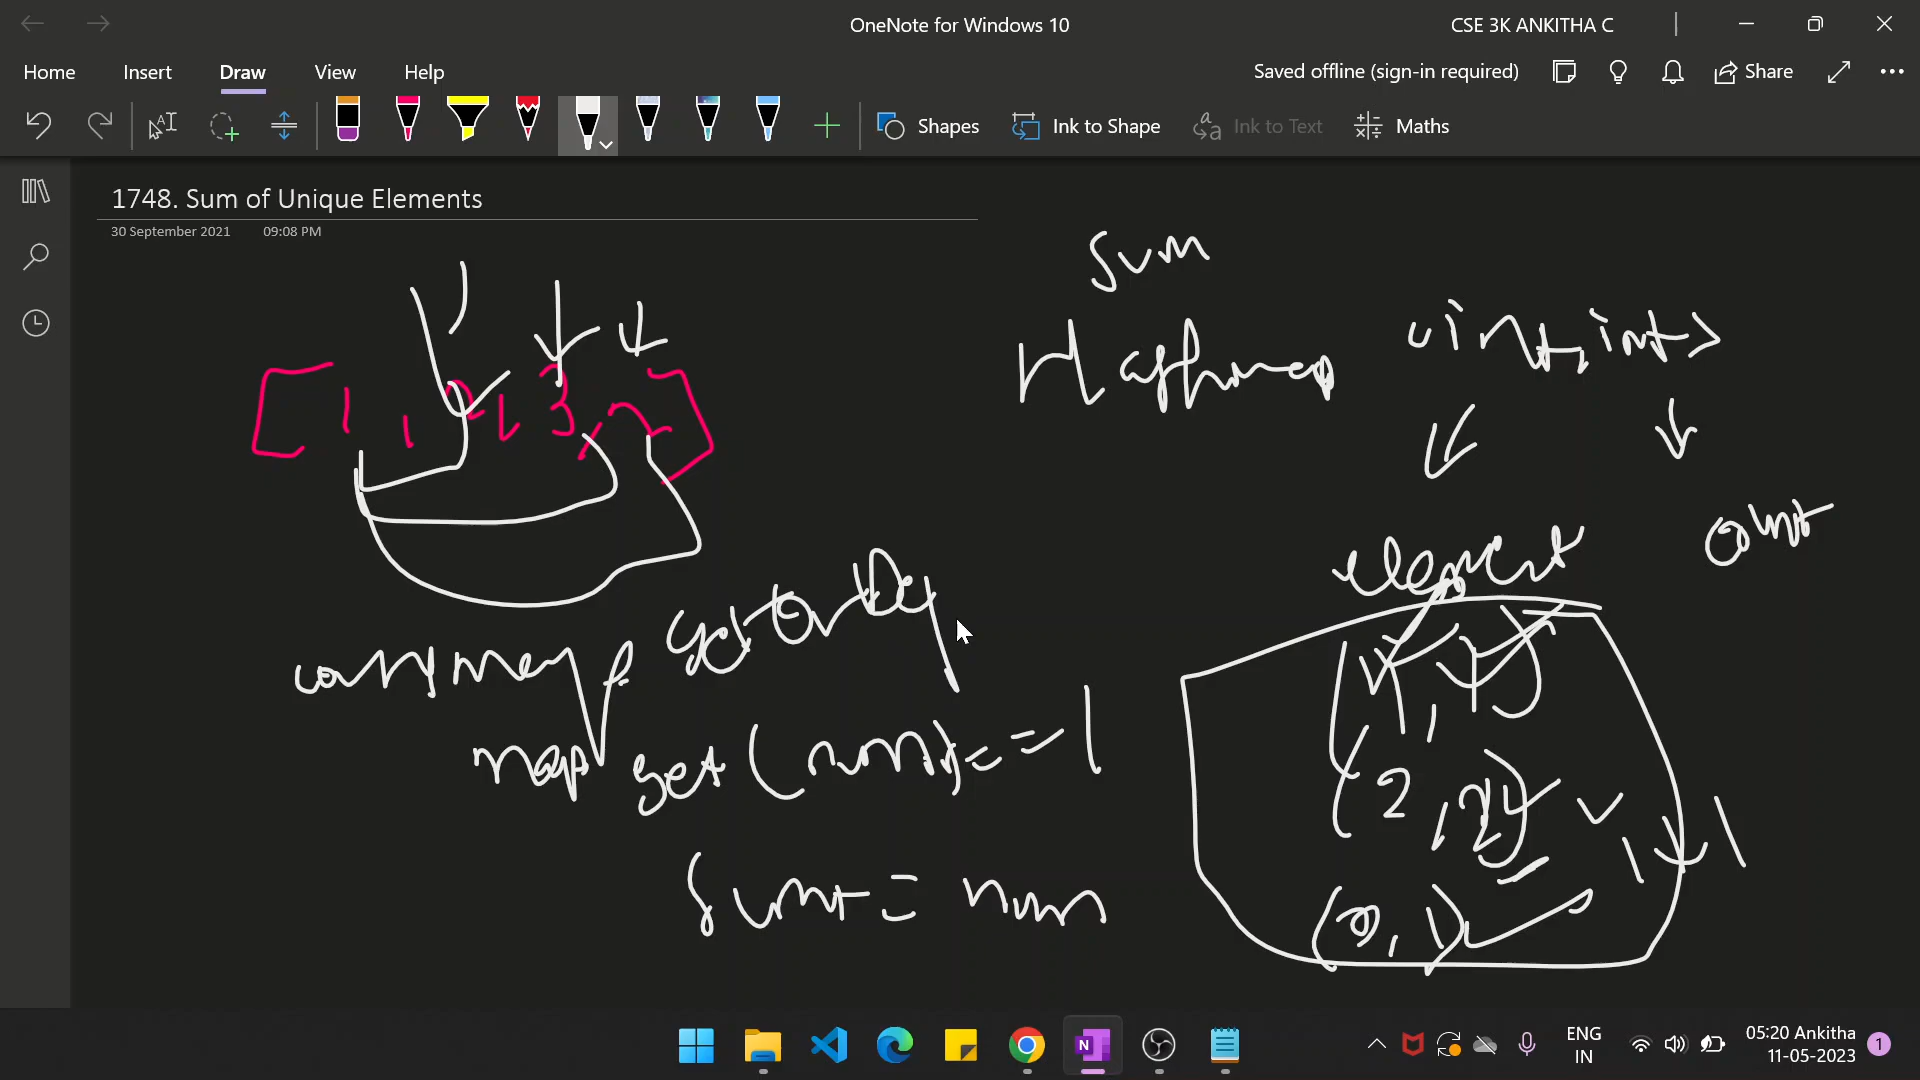 OneNote for Windows 10
CSE 3K ANKITHA C
Home Insert Draw View Help
Saved offline (sign-in required)
Share
Shapes
Ink to Shape
Ink to Text
Maths
1748. Sum of Unique Elements
30 September 2021 09:08 PM
sum
<int, int>
[1, 2, 3, 2]
element
count
getOrDef
map get (num) == 1
sum += num
(2, 2)
N
ENG
IN
05:20 Ankitha
11-05-2023
1